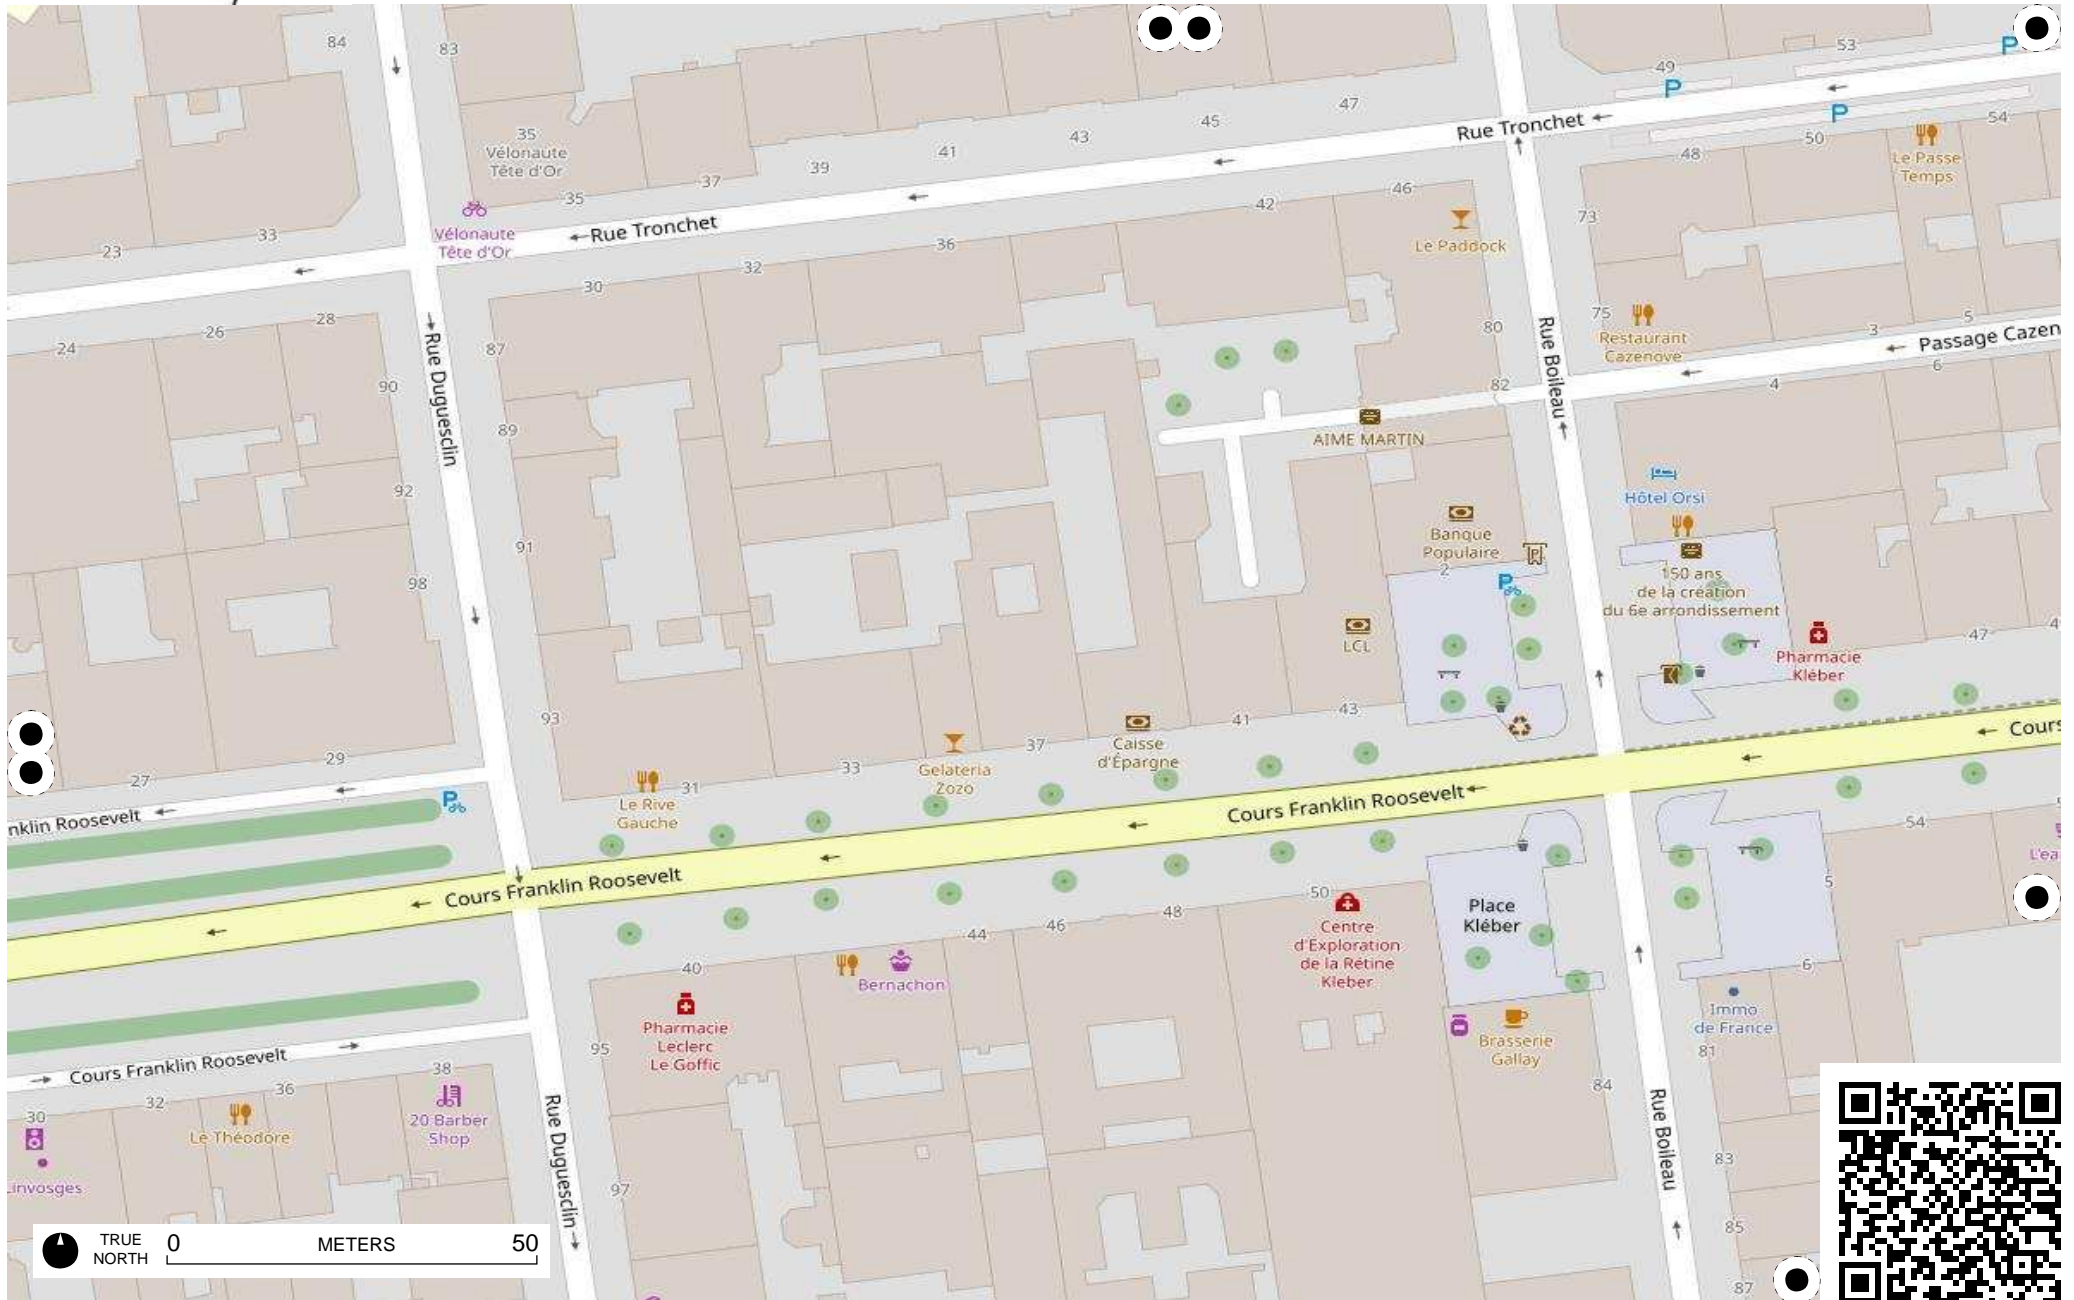 84
83
53
49
P
P
P
47
45
43
41
39
37
35
35
Vélonaute
Tête d'Or
Rue Tronchet
54
50
48
Le Passe
Temps
33
23
Vélonaute
Tête d'Or
Rue Tronchet
46
42
36
32
30
Le Paddock
73
28
26
24
87
90
89
92
91
98
93
Rue Duguesclin
80
82
Rue Boileau
75
Restaurant
Cazenove
3
5
Passage Cazen
6
4
AIME MARTIN
Hôtel Orsi
Banque
Populaire
2
P
P
150 ans
de la création
du 6e arrondissement
LCL
47
Pharmacie
Kléber
43
41
Caisse
d'Épargne
37
Gelateria
Zozo
33
31
Le Rive
Gauche
29
27
nklin Roosevelt
P
Cours
Cours Franklin Roosevelt
Cours Franklin Roosevelt
54
5
L'ea
Place
Kléber
50
Centre
d'Exploration
de la Rétine
Kleber
48
46
44
40
Bernachon
Pharmacie
Leclerc
Le Goffic
95
97
6
Immo
de France
81
Brasserie
Gallay
84
83
85
87
Rue Boileau
Rue Duguesclin
Cours Franklin Roosevelt
38
36
32
30
20 Barber
Shop
Le Théodore
Linvosges
TRUE
NORTH
0
METERS
50